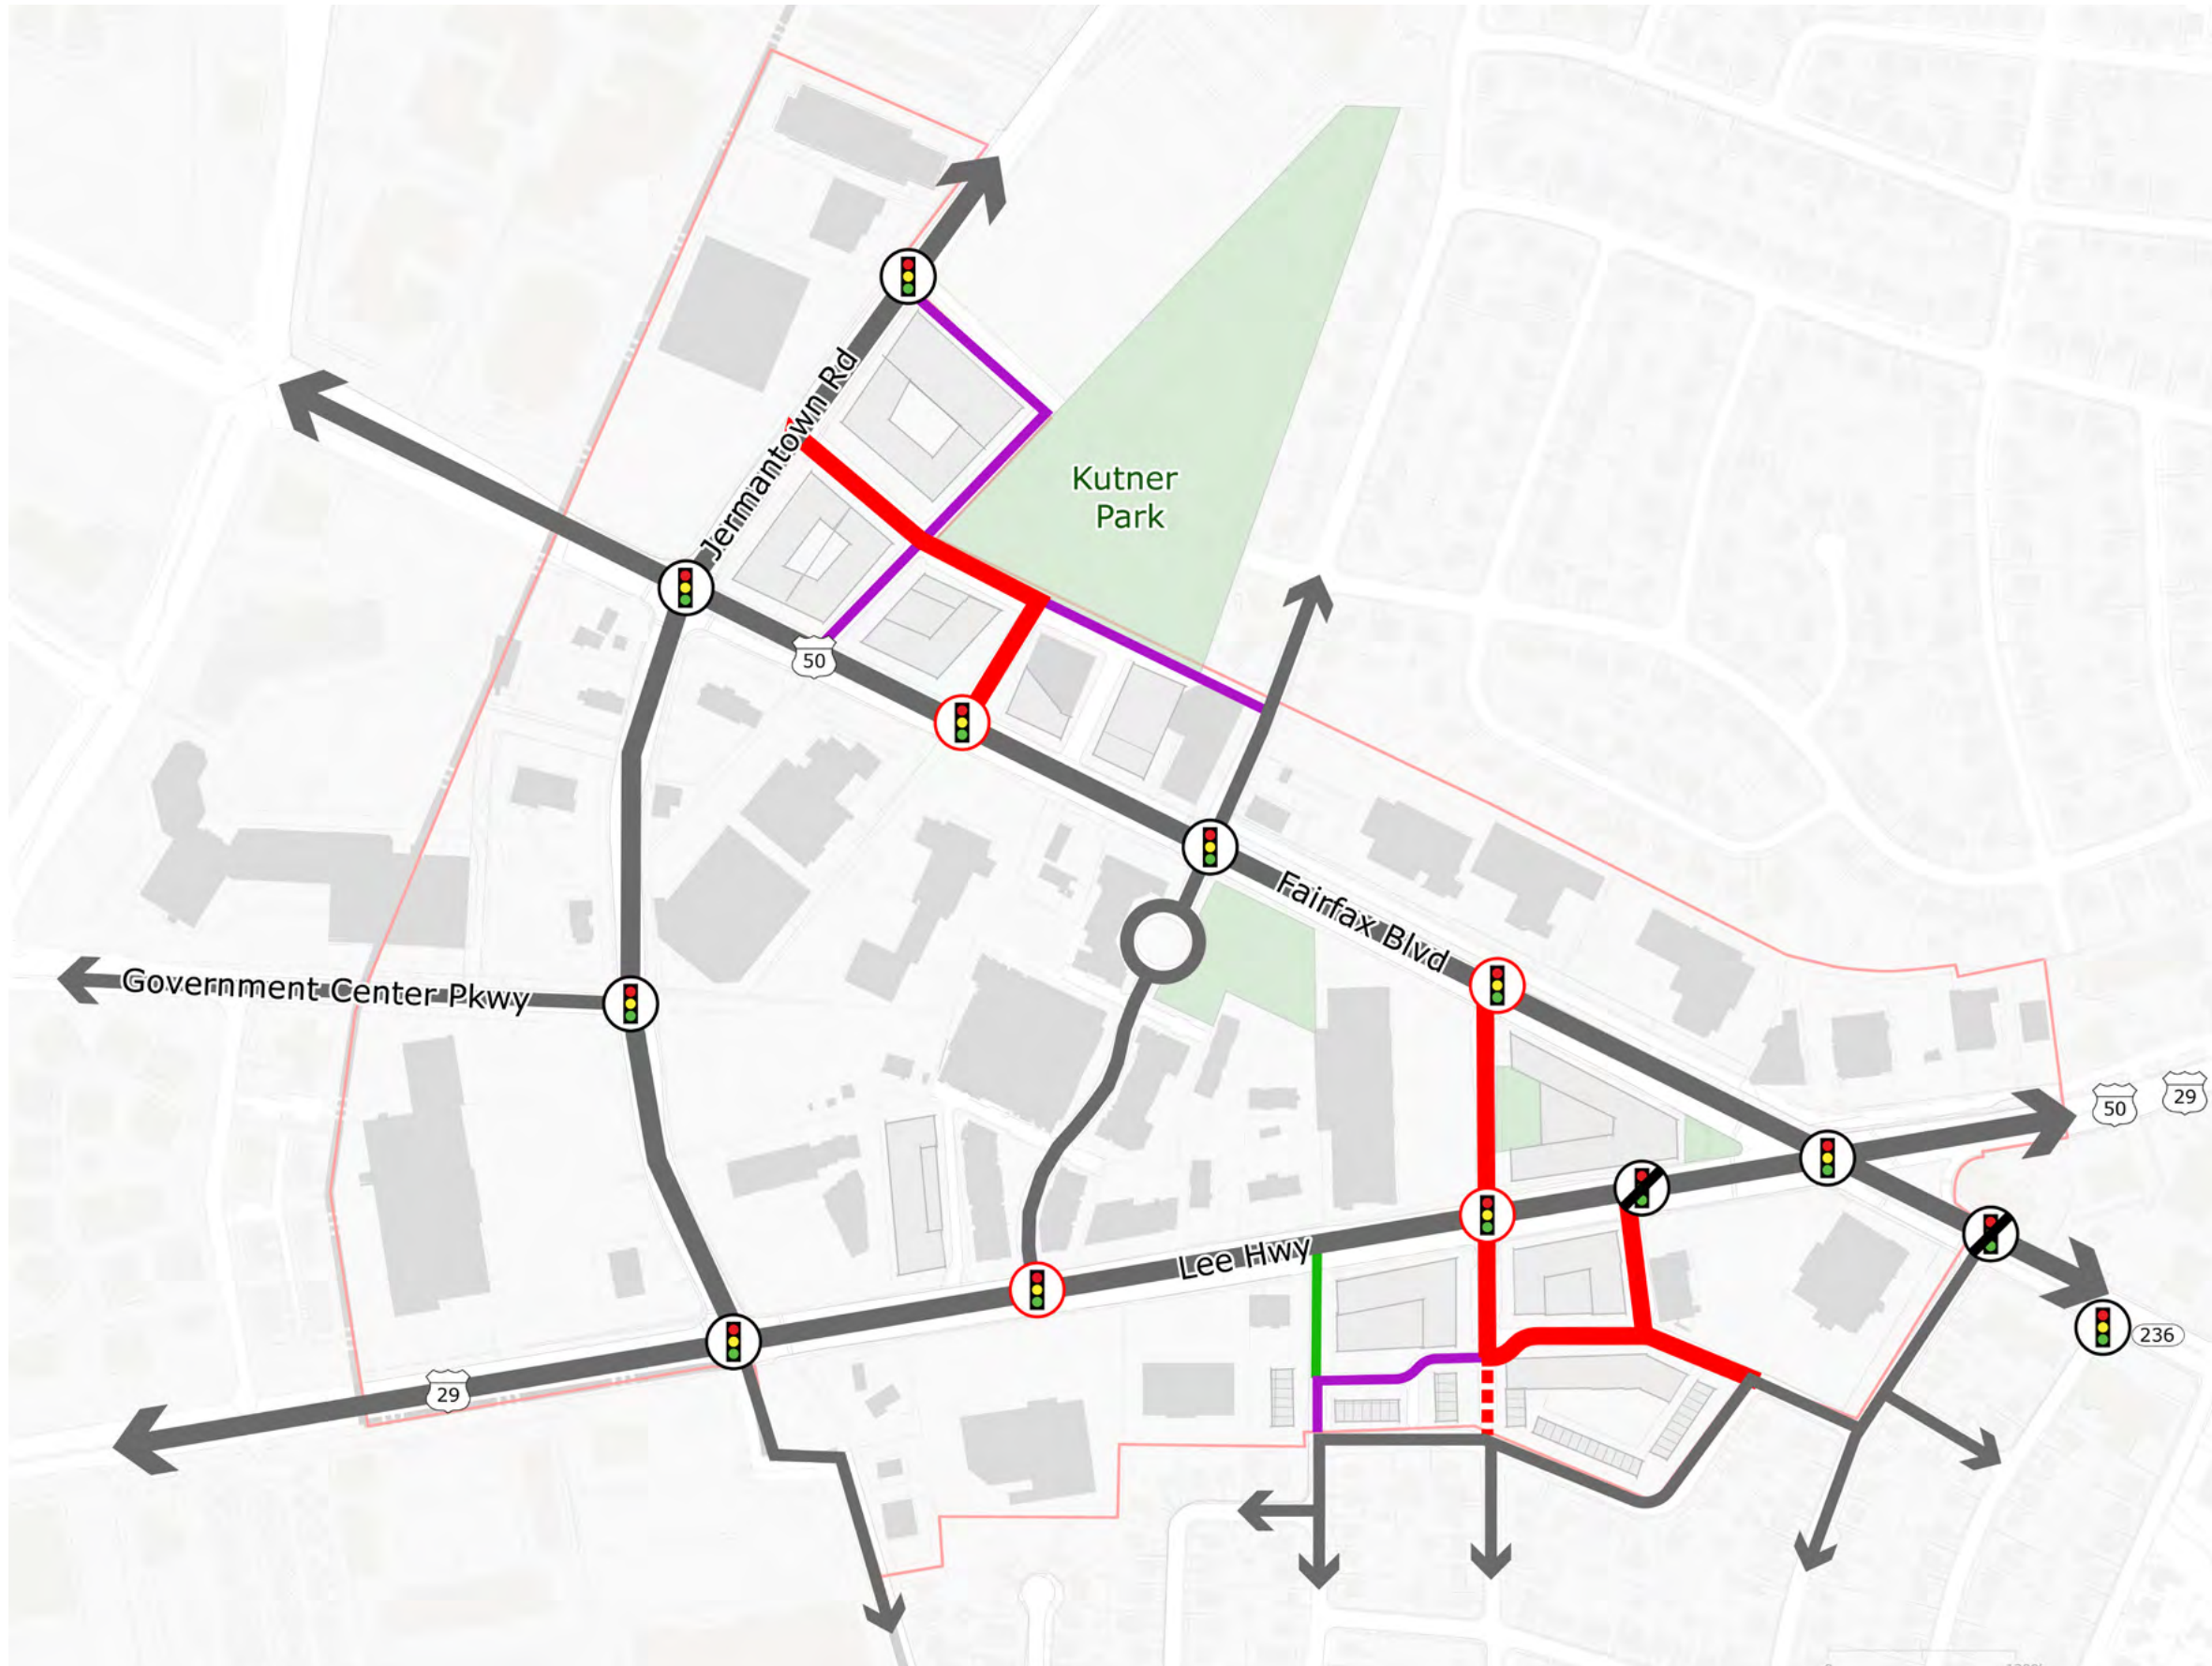 Jermantown Rd
Kutner
Park
50
Fairfax Blvd
Government Center Pkwy
50
29
Lee Hwy
236
29